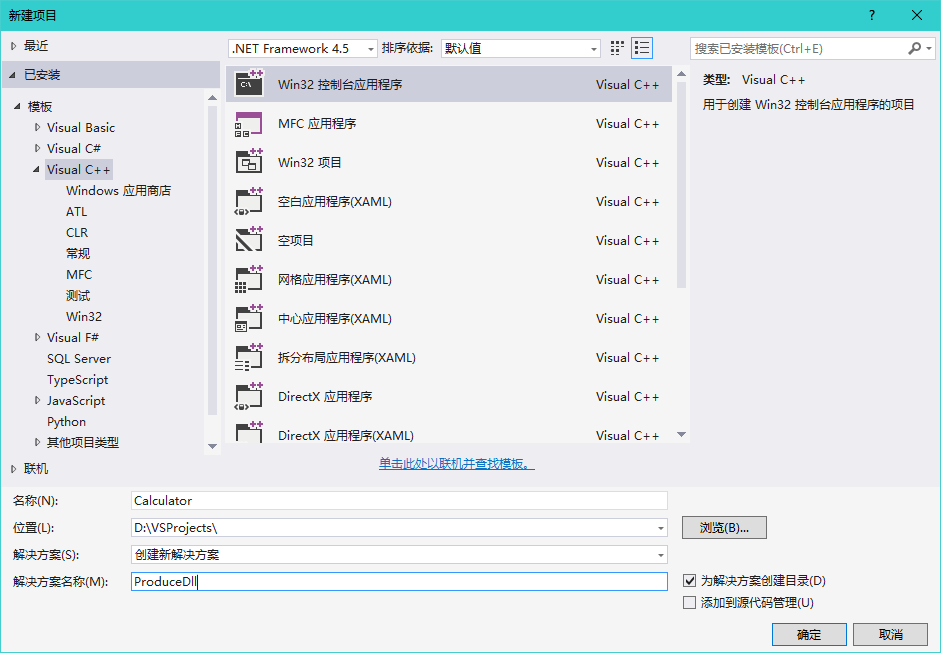 新建项目
?
最近
.NET Framework 4.5
排序依据:
默认值
搜索已安装模板(Ctrl+E)
已安装
模板
Visual Basic
Visual C#
Visual C++
Windows 应用商店
ATL
CLR
常规
MFC
测试
Win32
Visual F#
SQL Server
TypeScript
JavaScript
Python
其他项目类型
联机
Win32 控制台应用程序 Visual C++
MFC 应用程序 Visual C++
Win32 项目 Visual C++
空白应用程序(XAML) Visual C++
空项目 Visual C++
网格应用程序(XAML) Visual C++
中心应用程序(XAML) Visual C++
拆分布局应用程序(XAML) Visual C++
DirectX 应用程序 Visual C++
DirectX 应用程序(XAML) Visual C++
单击此处以联机并查找模板。
类型: Visual C++
用于创建 Win32 控制台应用程序的项目
名称(N): Calculator
位置(L): D:\VSProjects\ 浏览(B)...
解决方案(S): 创建新解决方案
解决方案名称(M): ProduceDll
为解决方案创建目录(D)
添加到源代码管理(U)
确定 取消